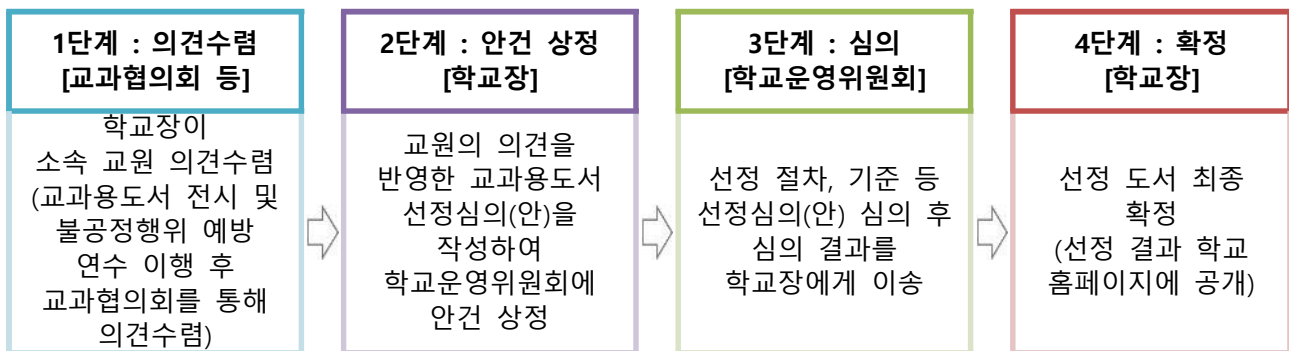 1단계 : 의견수렴
[교과협의회 등]
학교장이
소속 교원 의견수렴
(교과용도서 전시 및
불공정행위 예방
연수 이행 후
교과협의회를 통해
의견수렴)
2단계 : 안건 상정
[학교장]
교원의 의견을
반영한 교과용도서
선정심의(안)을
작성하여
학교운영위원회에
안건 상정
3단계 : 심의
[학교운영위원회]
선정 절차, 기준 등
선정심의(안) 심의 후
심의 결과를
학교장에게 이송
4단계 : 확정
[학교장]
선정 도서 최종
확정
(선정 결과 학교
홈페이지에 공개)